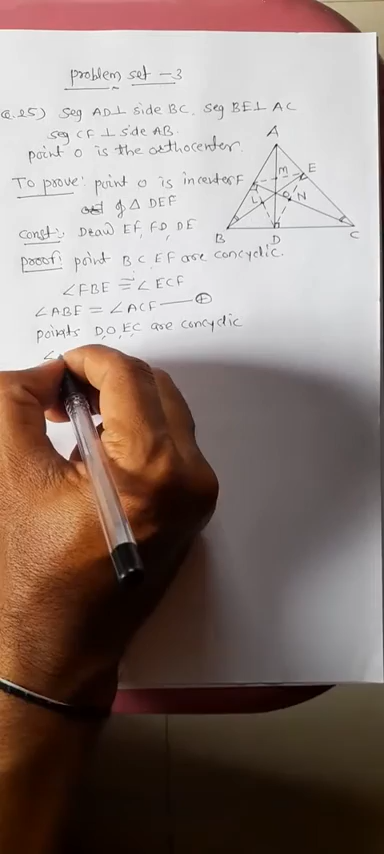 problem set -3
Q.25) Seg AD⊥ side BC, seg BE⊥ AC
seg CF ⊥ side AB.
point O is the orthocenter.
To prove: point O is incenter
of Δ DEF
Const:. Draw EF, FD, DE
proof: point B C, E F are concyclic.
∠FBE ≅ ∠ECF
∠ABE = ∠ACF —⊕
points D, O, E C are concyclic
∠
A
M
E
F
L
O
N
B
D
C